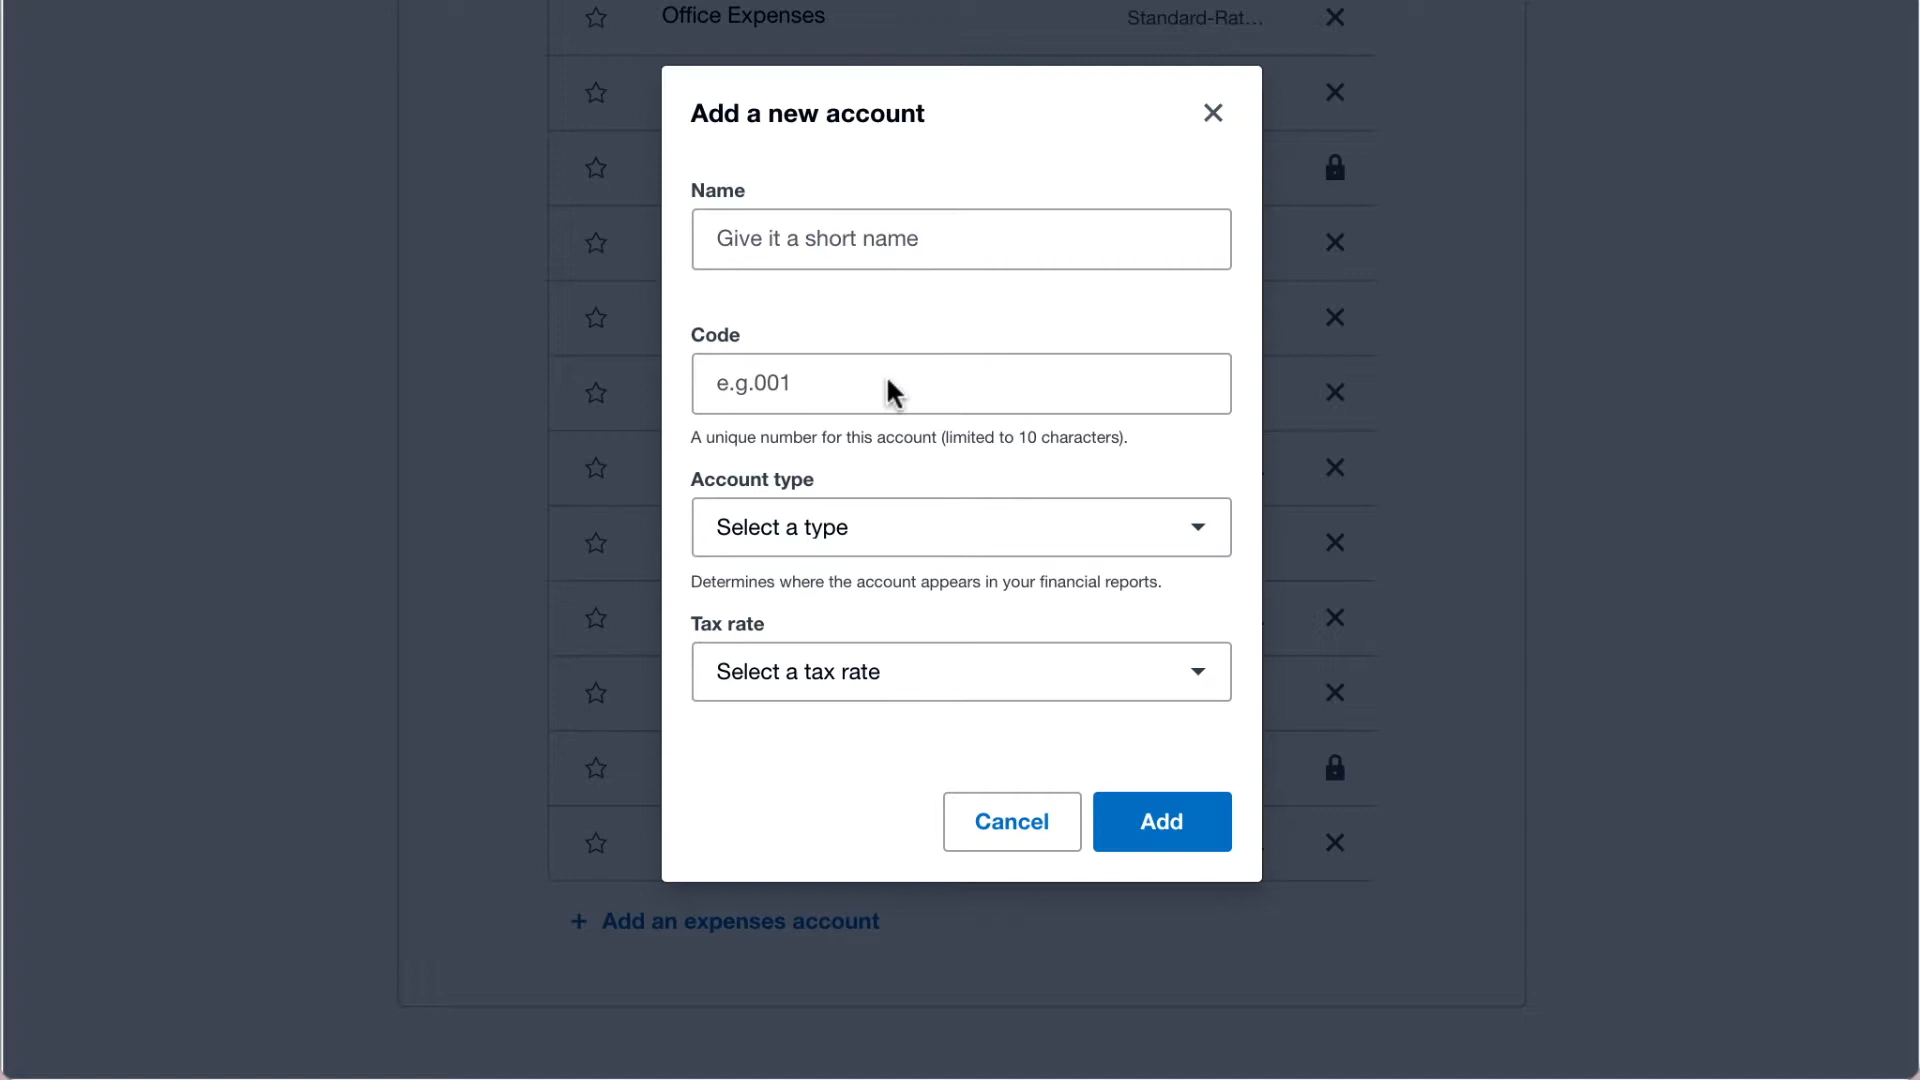 Office Expenses
Standard-Rat...
Add a new account
Name
Give it a short name
Code
e.g.001
A unique number for this account (limited to 10 characters).
Account type
Select a type
Determines where the account appears in your financial reports.
Tax rate
Select a tax rate
Cancel
Add
+ Add an expenses account